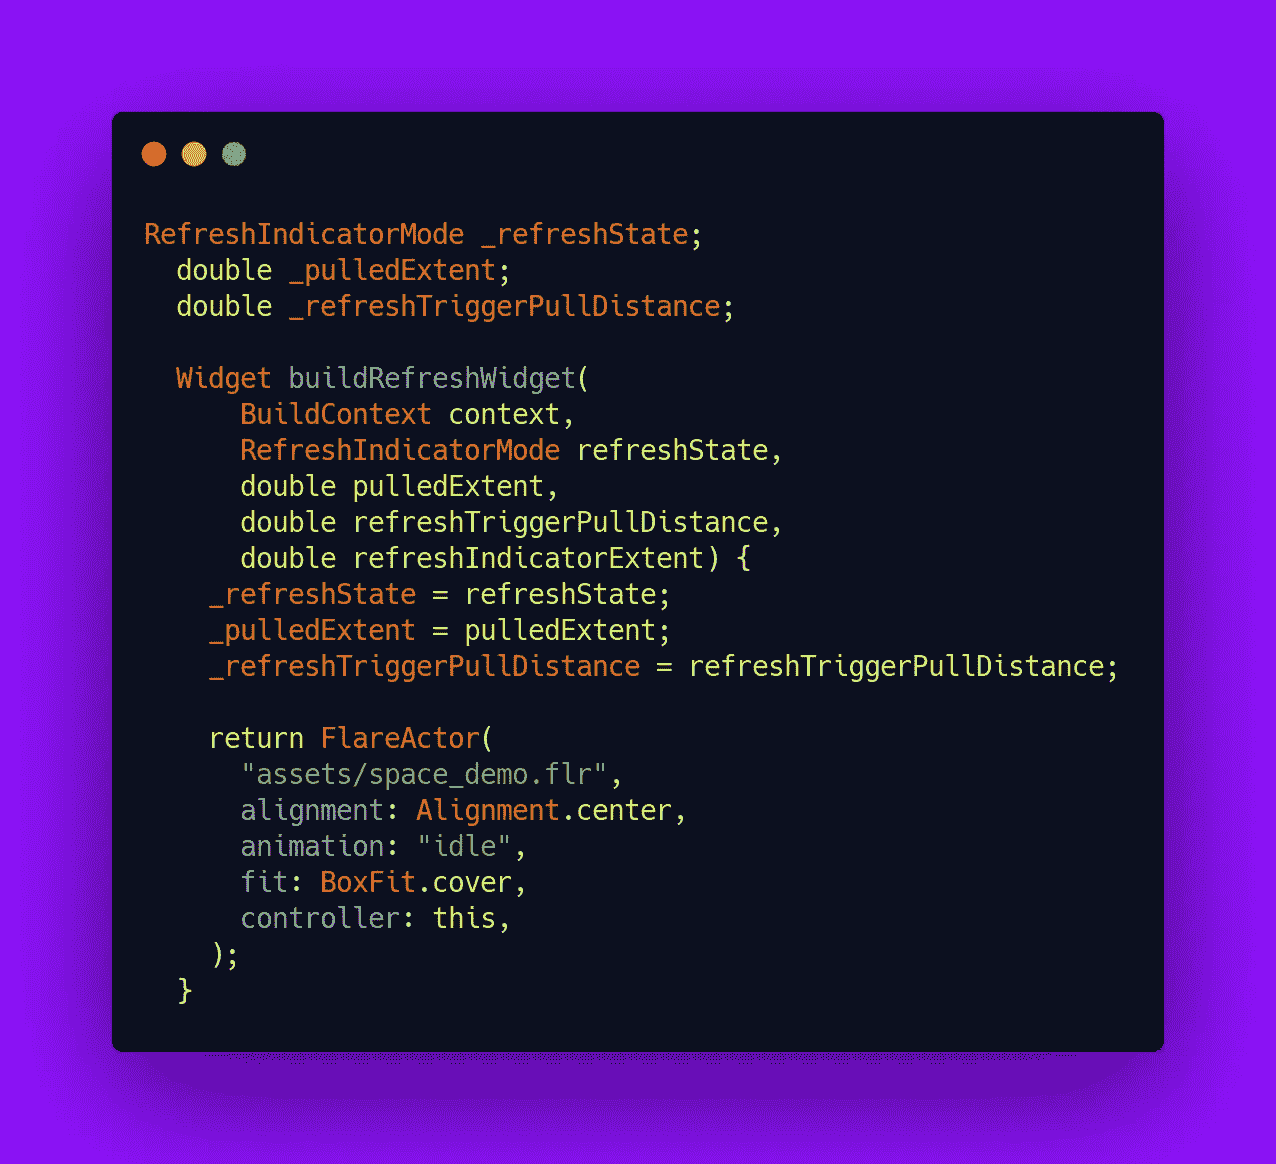 RefreshIndicatorMode _refreshState;
  double _pulledExtent;
  double _refreshTriggerPullDistance;

  Widget buildRefreshWidget(
      BuildContext context,
      RefreshIndicatorMode refreshState,
      double pulledExtent,
      double refreshTriggerPullDistance,
      double refreshIndicatorExtent) {
    _refreshState = refreshState;
    _pulledExtent = pulledExtent;
    _refreshTriggerPullDistance = refreshTriggerPullDistance;

    return FlareActor(
      "assets/space_demo.flr",
      alignment: Alignment.center,
      animation: "idle",
      fit: BoxFit.cover,
      controller: this,
    );
  }